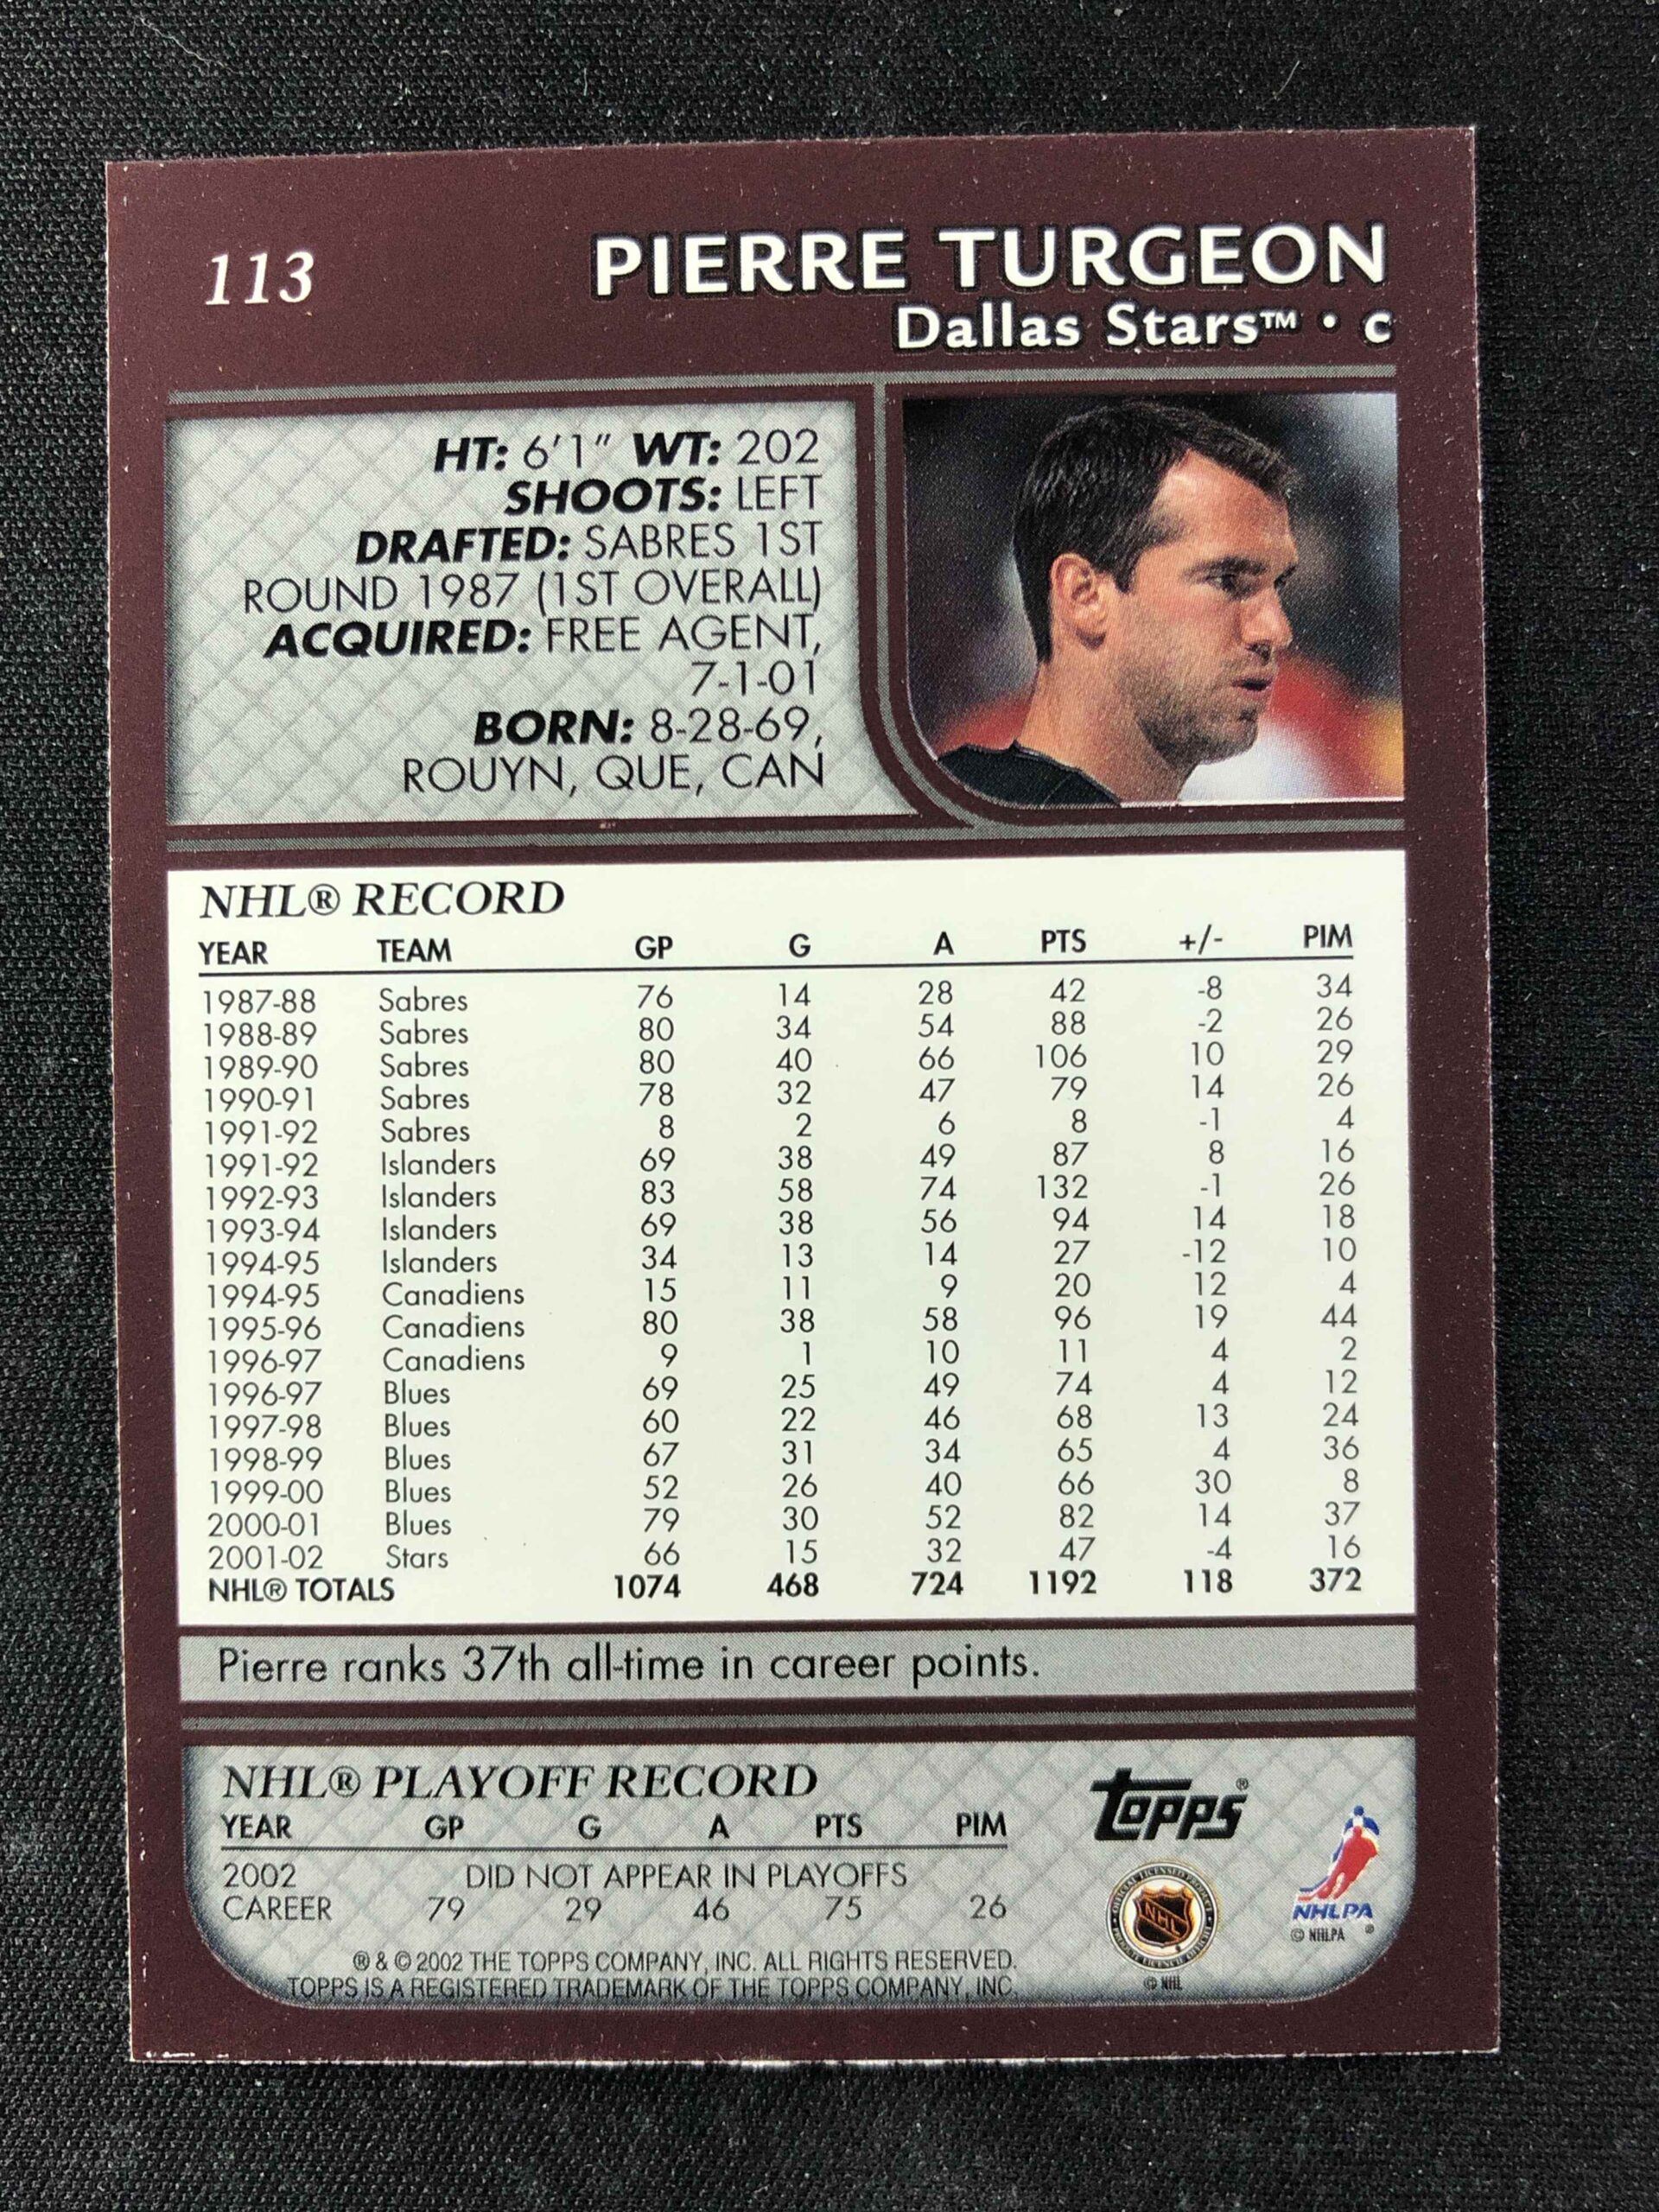 113
PIERRE TURGEON
Dallas Stars™ • C
HT: 6'1" WT: 202
SHOOTS: LEFT
DRAFTED: SABRES 1ST
ROUND 1987 (1ST OVERALL)
ACQUIRED: FREE AGENT,
7-1-01
BORN: 8-28-69,
ROUYN, QUE, CAN
NHL® RECORD
YEAR TEAM GP G A PTS +/- PIM
1987-88 Sabres 76 14 28 42 -8 34
1988-89 Sabres 80 34 54 88 -2 26
1989-90 Sabres 80 40 66 106 10 29
1990-91 Sabres 78 32 47 79 14 26
1991-92 Sabres 8 2 6 8 -1 4
1991-92 Islanders 69 38 49 87 8 16
1992-93 Islanders 83 58 74 132 -1 26
1993-94 Islanders 69 38 56 94 14 18
1994-95 Islanders 34 13 14 27 -12 10
1994-95 Canadiens 15 11 9 20 12 4
1995-96 Canadiens 80 38 58 96 19 44
1996-97 Canadiens 9 1 10 11 4 2
1996-97 Blues 69 25 49 74 4 12
1997-98 Blues 60 22 46 68 13 24
1998-99 Blues 67 31 34 65 4 36
1999-00 Blues 52 26 40 66 30 8
2000-01 Blues 79 30 52 82 14 37
2001-02 Stars 66 15 32 47 -4 16
NHL® TOTALS 1074 468 724 1192 118 372
Pierre ranks 37th all-time in career points.
NHL® PLAYOFF RECORD
YEAR GP G A PTS PIM
2002 DID NOT APPEAR IN PLAYOFFS
CAREER 79 29 46 75 26
® & © 2002 THE TOPPS COMPANY, INC. ALL RIGHTS RESERVED.
TOPPS IS A REGISTERED TRADEMARK OF THE TOPPS COMPANY, INC.
Topps®
NHL
© NHL
NHLPA
© NHLPA ®